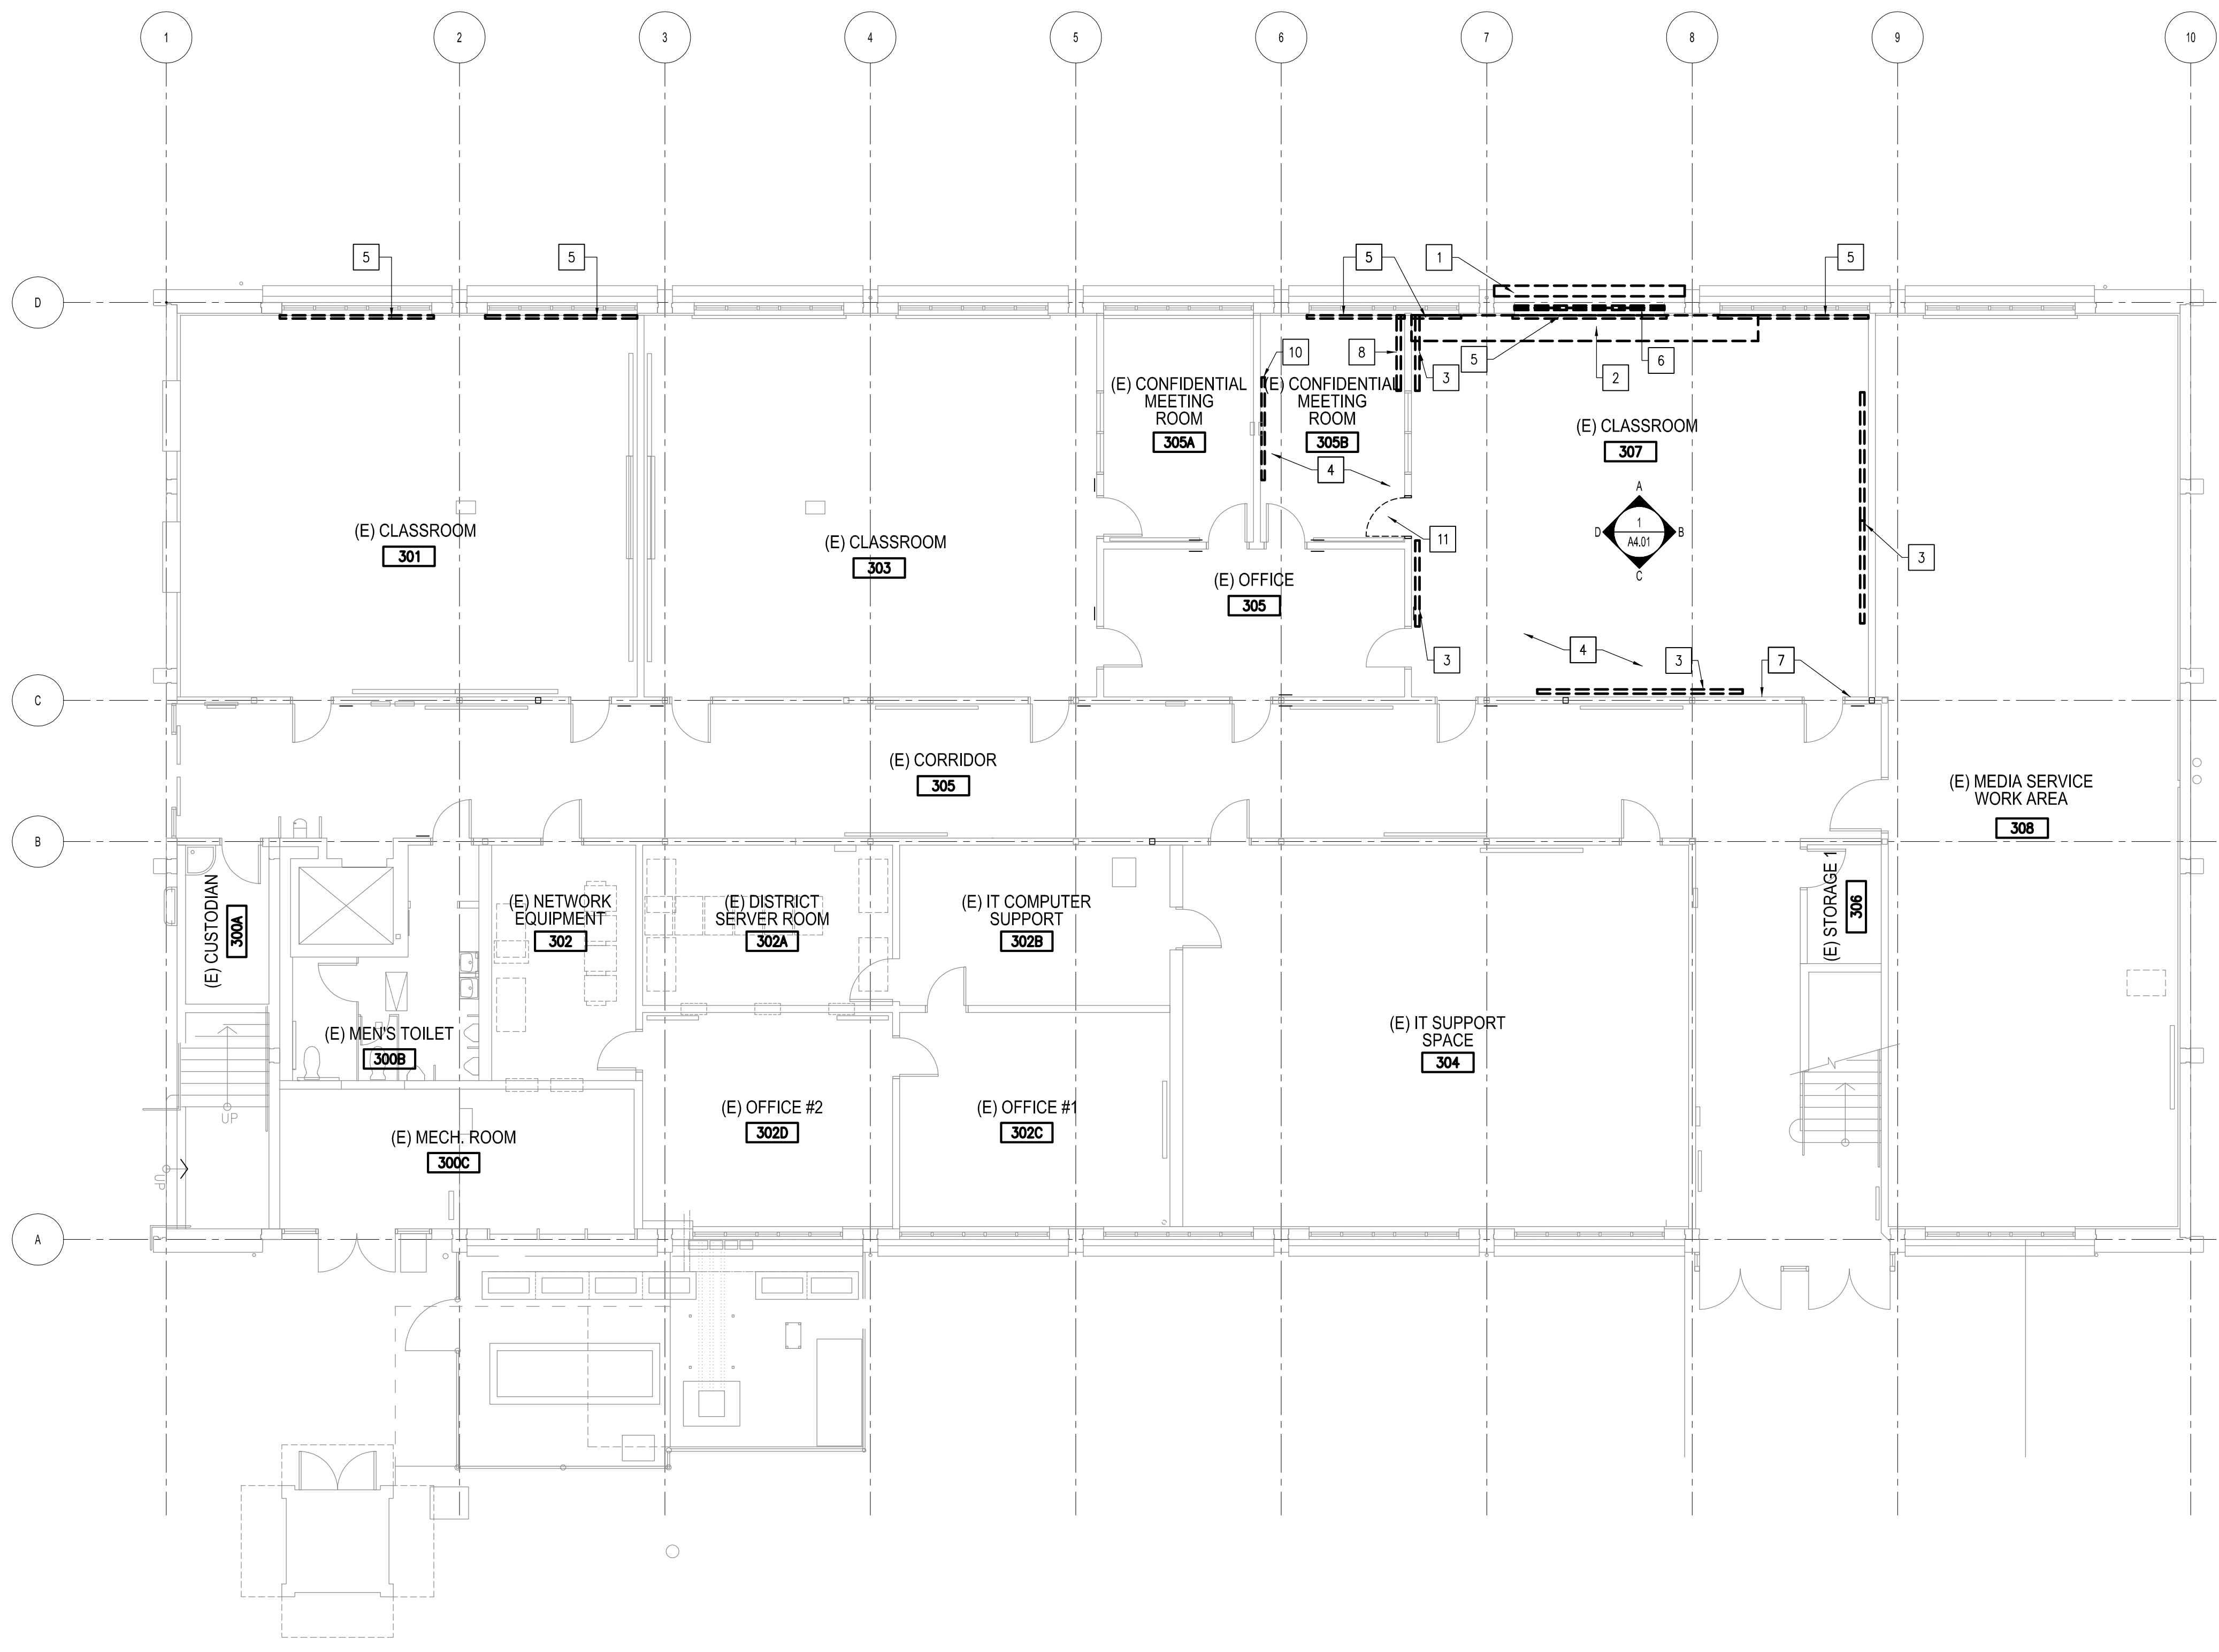 1 2 3 4 5 6 7 8 9 10
5 5 5 1 5
D
10 8 3 5 2 6
(E) CONFIDENTIAL
MEETING
ROOM
305A
(E) CONFIDENTIAL
MEETING
ROOM
305B
4
(E) CLASSROOM
307
A
D 1 B
A4.01
C
11
3
(E) CLASSROOM
301
(E) CLASSROOM
303
(E) OFFICE
305
3
4
3
7
C
(E) CORRIDOR
305
(E) MEDIA SERVICE
WORK AREA
308
B
(E) CUSTODIAN
300A
(E) NETWORK
EQUIPMENT
302
(E) DISTRICT
SERVER ROOM
302A
(E) IT COMPUTER
SUPPORT
302B
(E) STORAGE 1
306
(E) MEN'S TOILET
300B
(E) IT SUPPORT
SPACE
304
UP
(E) OFFICE #2
302D
(E) OFFICE #1
302C
(E) MECH. ROOM
300C
UP
A